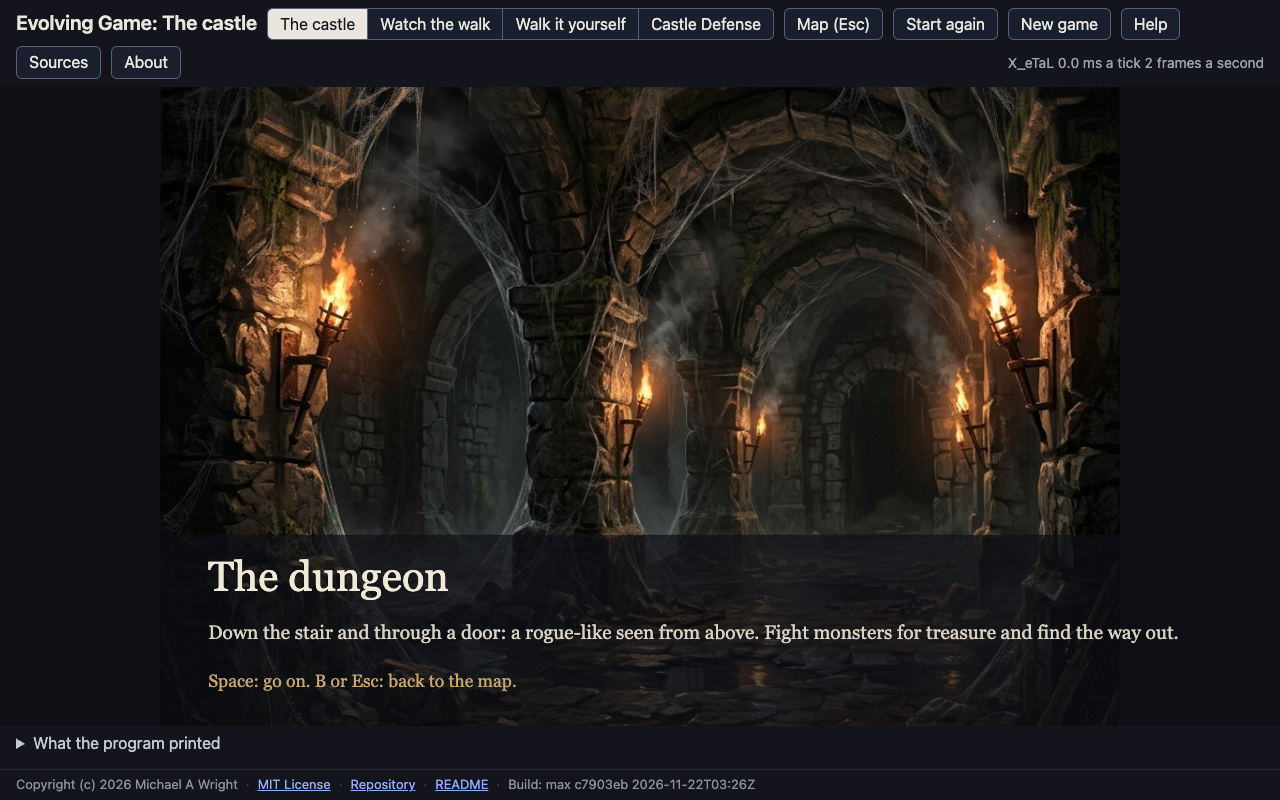 Evolving Game: The castle
The castle
Watch the walk
Walk it yourself
Castle Defense
Map (Esc)
Start again
New game
Help
Sources
About
X_eTaL 0.0 ms a tick 2 frames a second
The dungeon
Down the stair and through a door: a rogue-like seen from above. Fight monsters for treasure and find the way out.
Space: go on. B or Esc: back to the map.
▶ What the program printed
Copyright (c) 2026 Michael A Wright · MIT License · Repository · README · Build: max c7903eb 2026-11-22T03:26Z